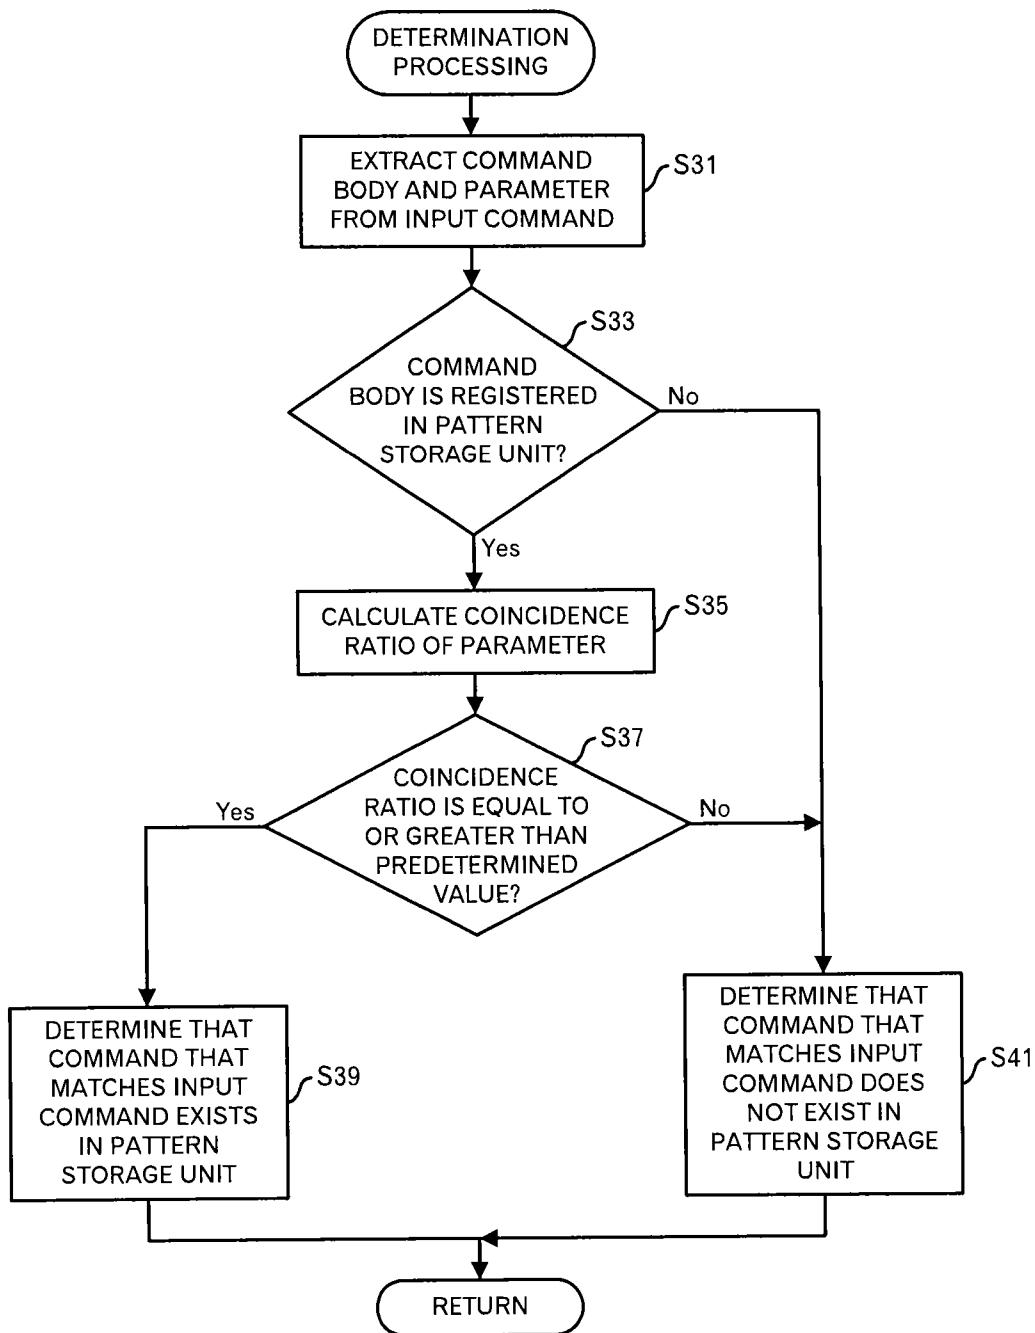 DETERMINATION
PROCESSING
EXTRACT COMMAND
BODY AND PARAMETER
FROM INPUT COMMAND
S31
S33
COMMAND
BODY IS REGISTERED
IN PATTERN
STORAGE UNIT?
No
Yes
CALCULATE COINCIDENCE
RATIO OF PARAMETER
S35
S37
COINCIDENCE
RATIO IS EQUAL TO
OR GREATER THAN
PREDETERMINED
VALUE?
Yes
No
DETERMINE THAT
COMMAND THAT
MATCHES INPUT
COMMAND EXISTS
IN PATTERN
STORAGE UNIT
S39
DETERMINE THAT
COMMAND THAT
MATCHES INPUT
COMMAND DOES
NOT EXIST IN
PATTERN STORAGE
UNIT
S41
RETURN